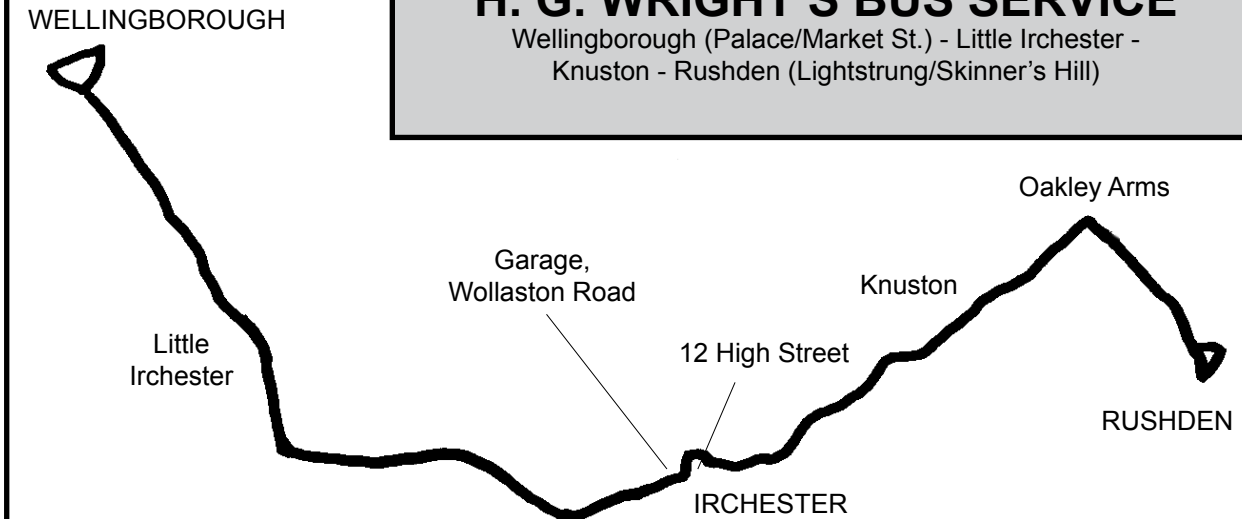 H. G. WRIGHT'S BUS SERVICE
Wellingborough (Palace/Market St.) - Little Irchester -
Knuston - Rushden (Lightstrung/Skinner's Hill)
WELLINGBOROUGH
Oakley Arms
Garage,
Wollaston Road
Knuston
Little
Irchester
12 High Street
RUSHDEN
IRCHESTER